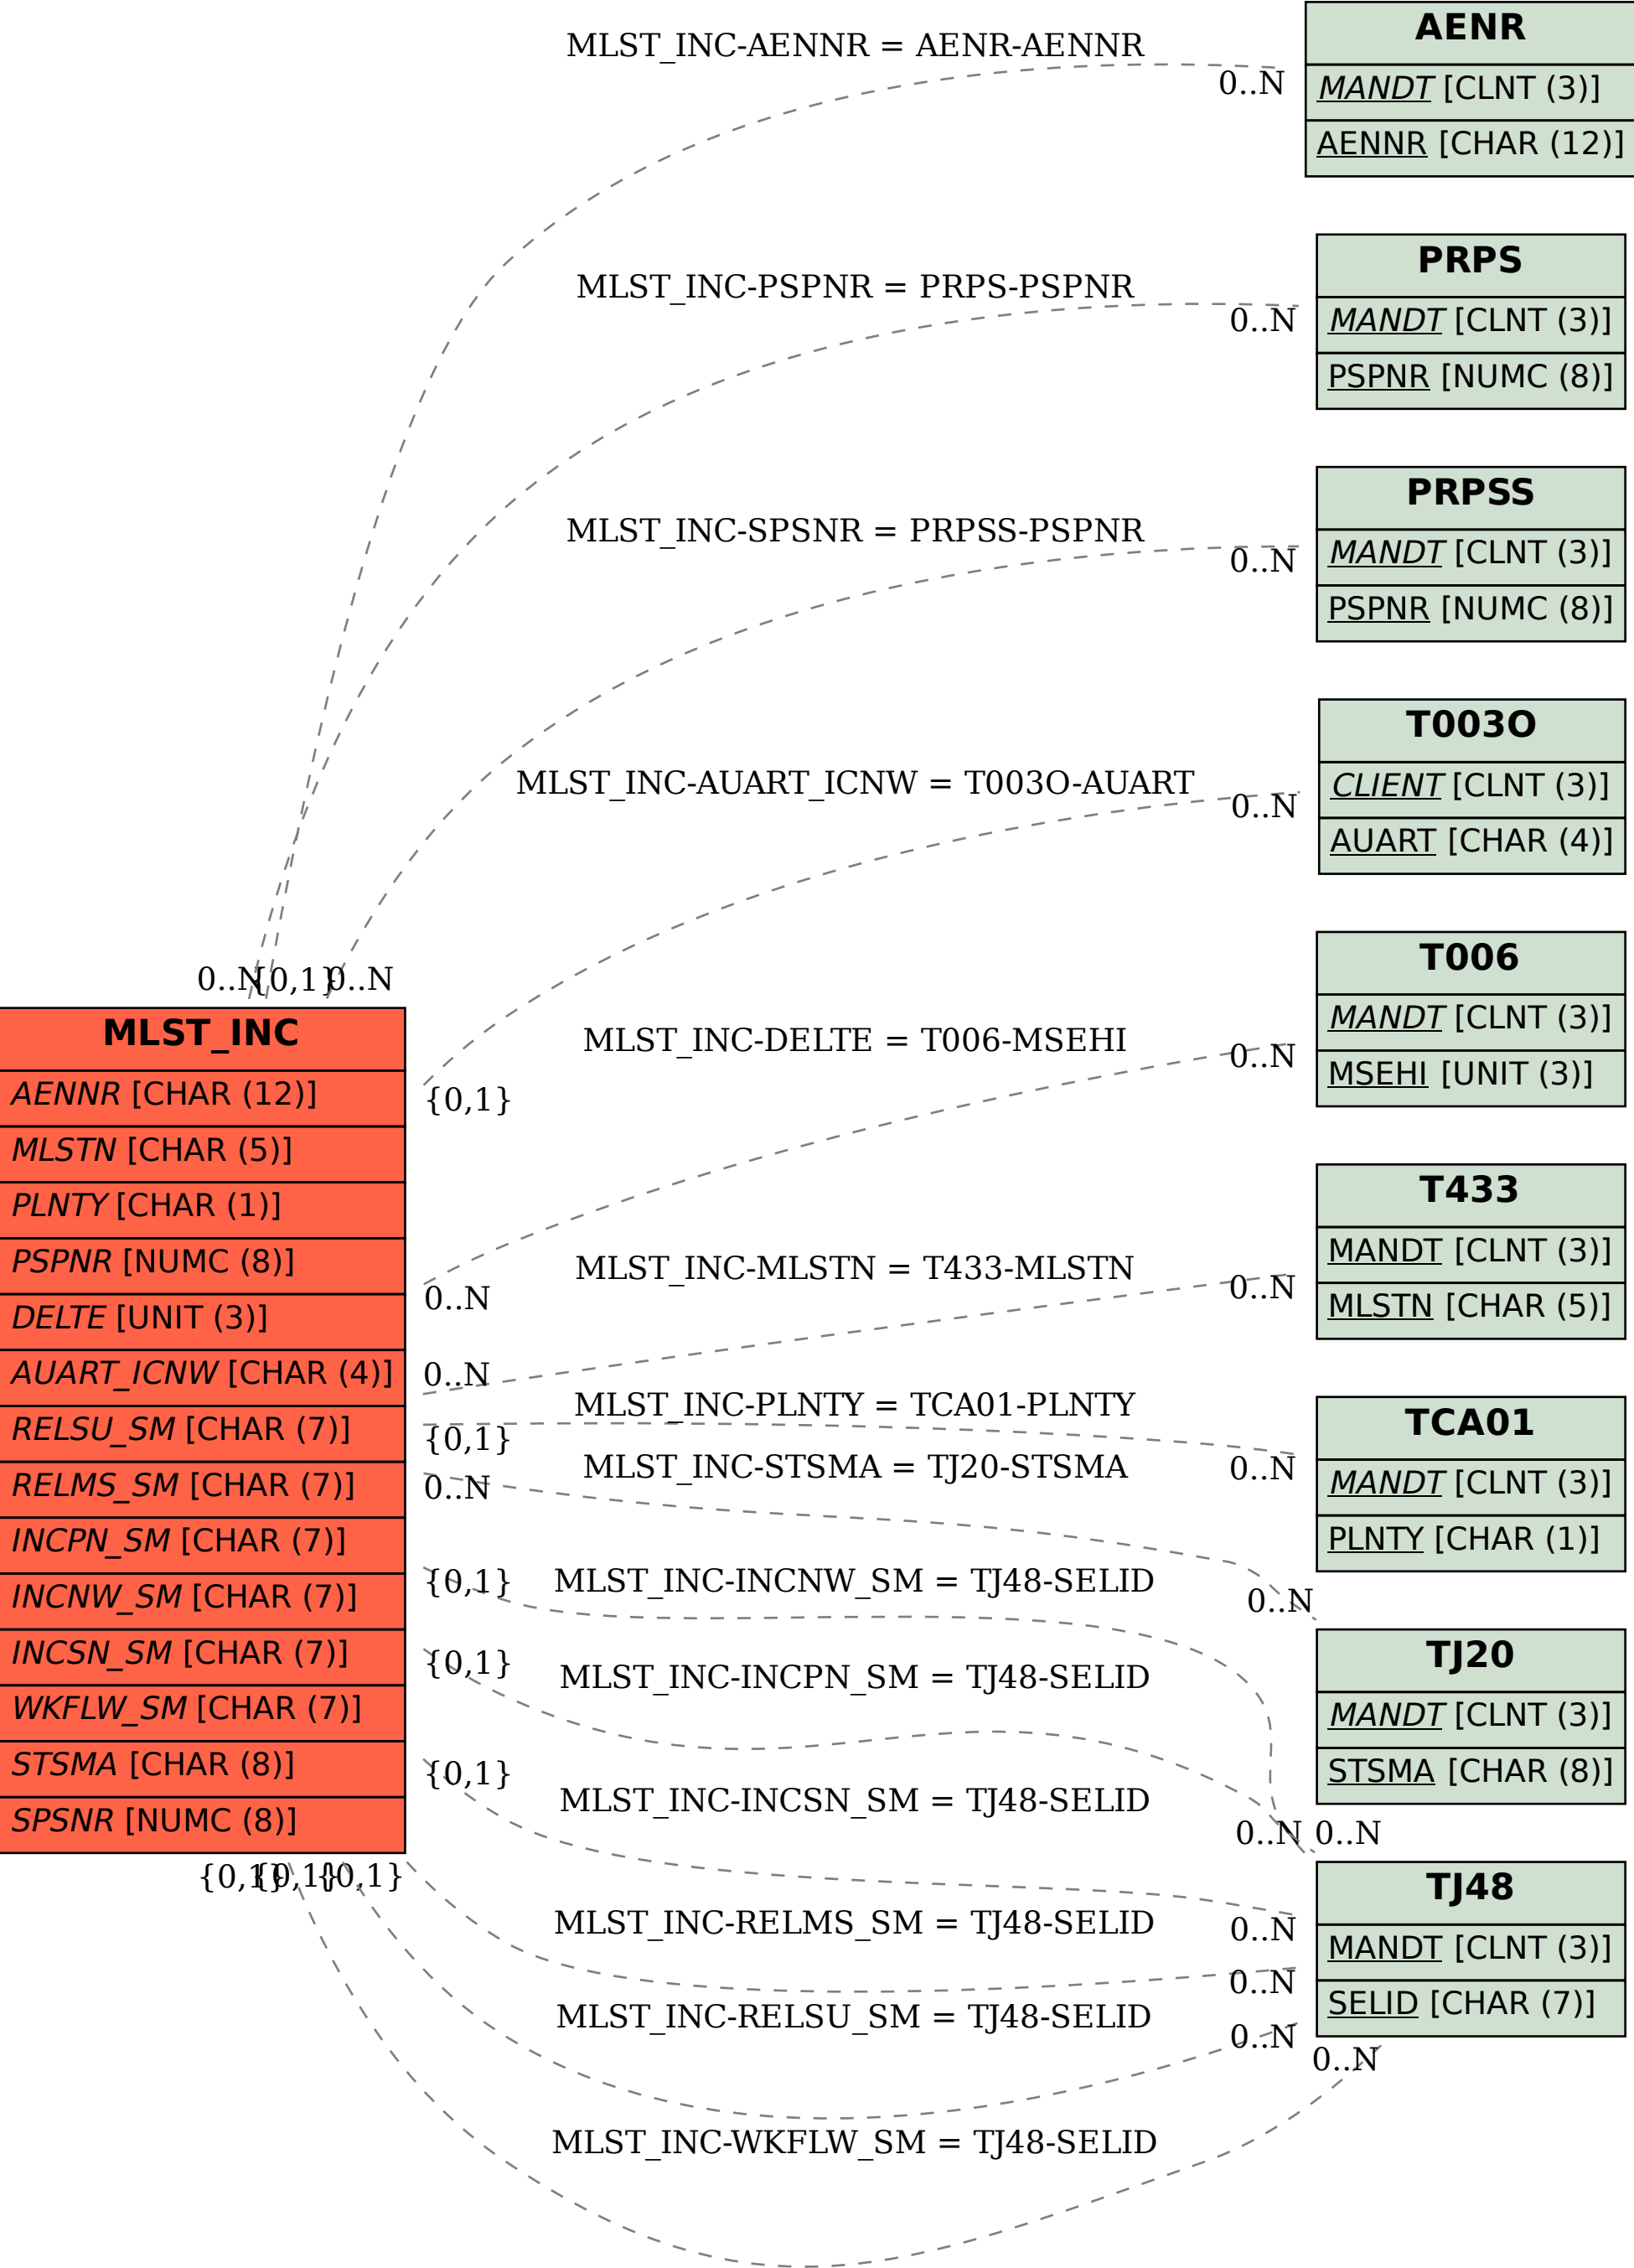 AENR
MANDT [CLNT (3)]
AENNR [CHAR (12)]
MLST_INC-AENNR = AENR-AENNR
0..N
PRPS
MANDT [CLNT (3)]
PSPNR [NUMC (8)]
MLST_INC-PSPNR = PRPS-PSPNR
0..N
PRPSS
MANDT [CLNT (3)]
PSPNR [NUMC (8)]
MLST_INC-SPSNR = PRPSS-PSPNR
0..N
T003O
CLIENT [CLNT (3)]
AUART [CHAR (4)]
MLST_INC-AUART_ICNW = T003O-AUART
0..N
T006
MANDT [CLNT (3)]
MSEHI [UNIT (3)]
MLST_INC-DELTE = T006-MSEHI
0..N
T433
MANDT [CLNT (3)]
MLSTN [CHAR (5)]
MLST_INC-MLSTN = T433-MLSTN
0..N
TCA01
MANDT [CLNT (3)]
PLNTY [CHAR (1)]
MLST_INC-PLNTY = TCA01-PLNTY
0..N
TJ20
MANDT [CLNT (3)]
STSMA [CHAR (8)]
MLST_INC-STSMA = TJ20-STSMA
0..N
TJ48
MANDT [CLNT (3)]
SELID [CHAR (7)]
MLST_INC-INCNW_SM = TJ48-SELID
MLST_INC-INCPN_SM = TJ48-SELID
MLST_INC-INCSN_SM = TJ48-SELID
MLST_INC-RELMS_SM = TJ48-SELID
MLST_INC-RELSU_SM = TJ48-SELID
MLST_INC-WKFLW_SM = TJ48-SELID
0..N 0..N
0..N
0..N
0..N
0..N
0..N {0,1} 0..N
MLST_INC
AENNR [CHAR (12)]
MLSTN [CHAR (5)]
PLNTY [CHAR (1)]
PSPNR [NUMC (8)]
DELTE [UNIT (3)]
AUART_ICNW [CHAR (4)]
RELSU_SM [CHAR (7)]
RELMS_SM [CHAR (7)]
INCPN_SM [CHAR (7)]
INCNW_SM [CHAR (7)]
INCSN_SM [CHAR (7)]
WKFLW_SM [CHAR (7)]
STSMA [CHAR (8)]
SPSNR [NUMC (8)]
{0,1}
0..N
0..N
{0,1}
0..N
{0,1}
{0,1}
{0,1}
{0,1} {0,1} {0,1}